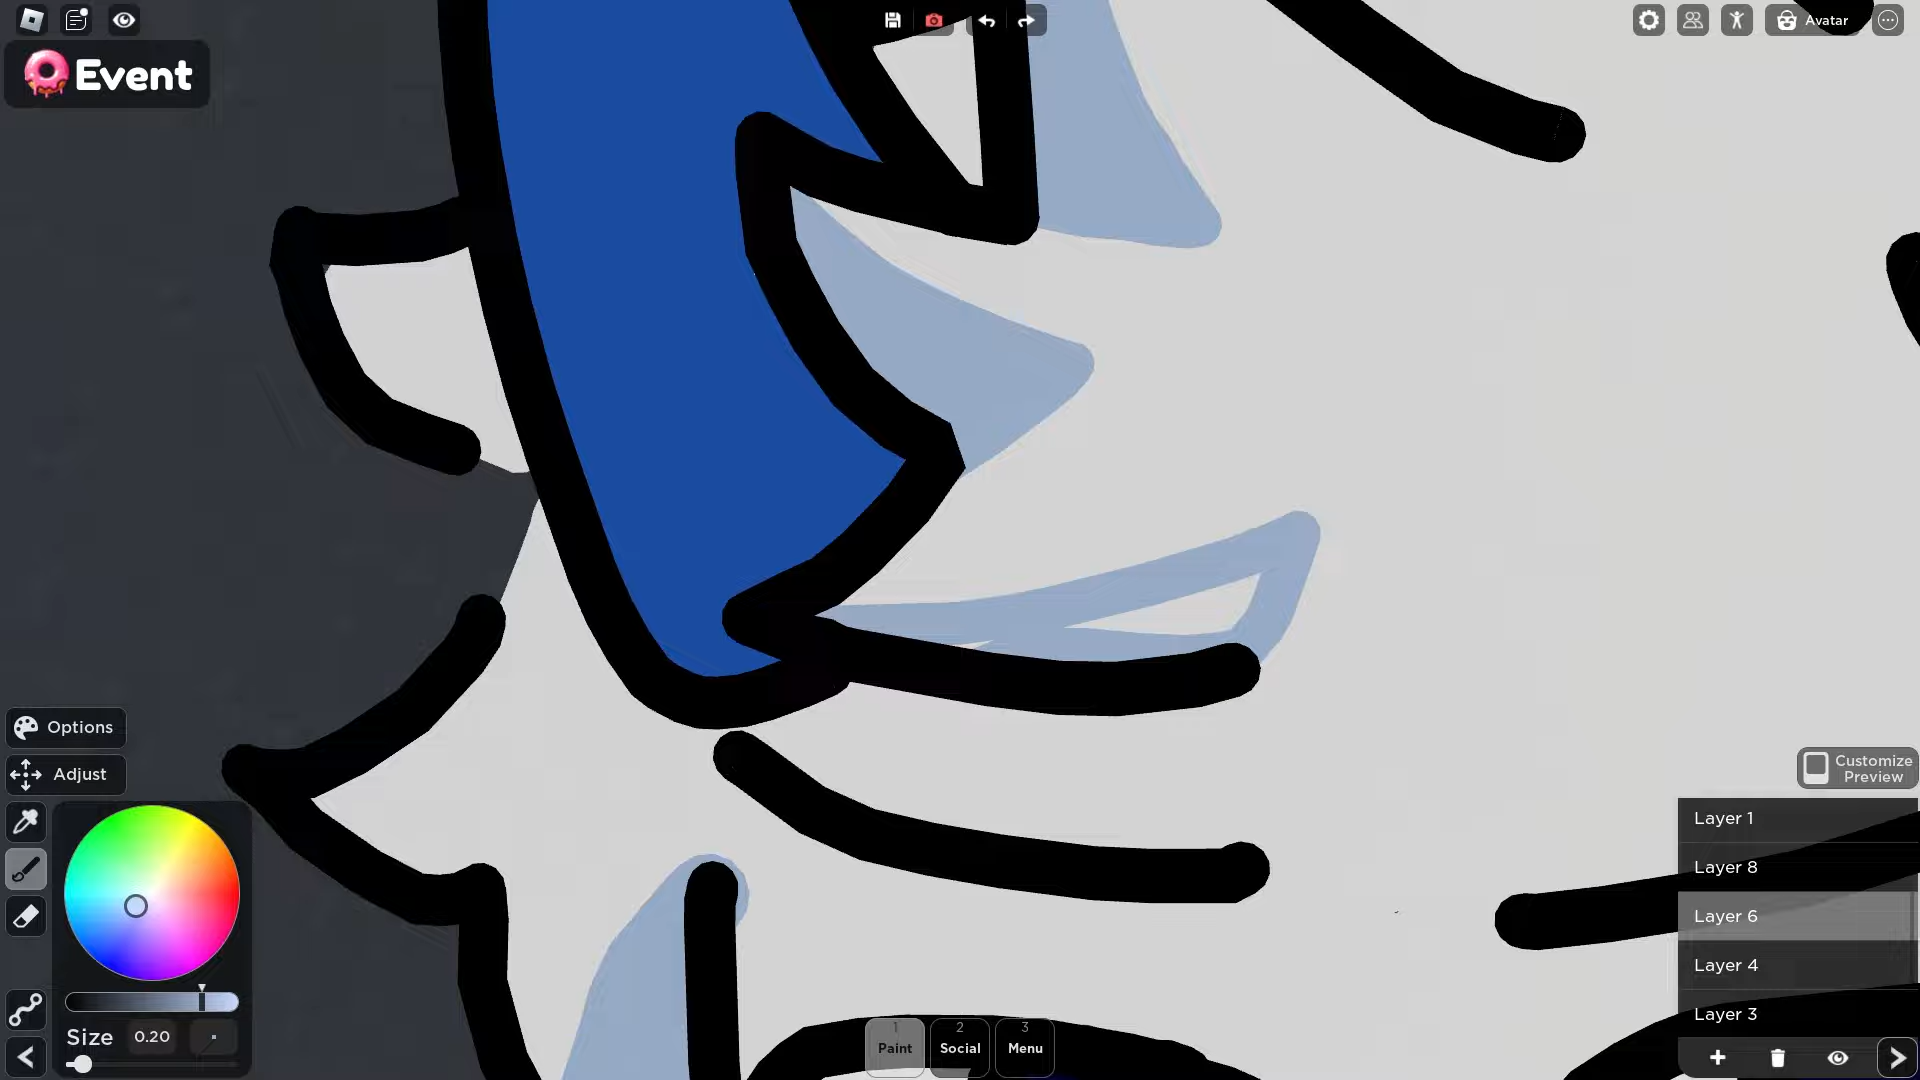 Avatar
Event
Options
Adjust
Customize
Preview
Layer 1
Layer 8
Layer 6
Layer 4
Layer 3
Size 0.20
1
Paint
2
Social
3
Menu